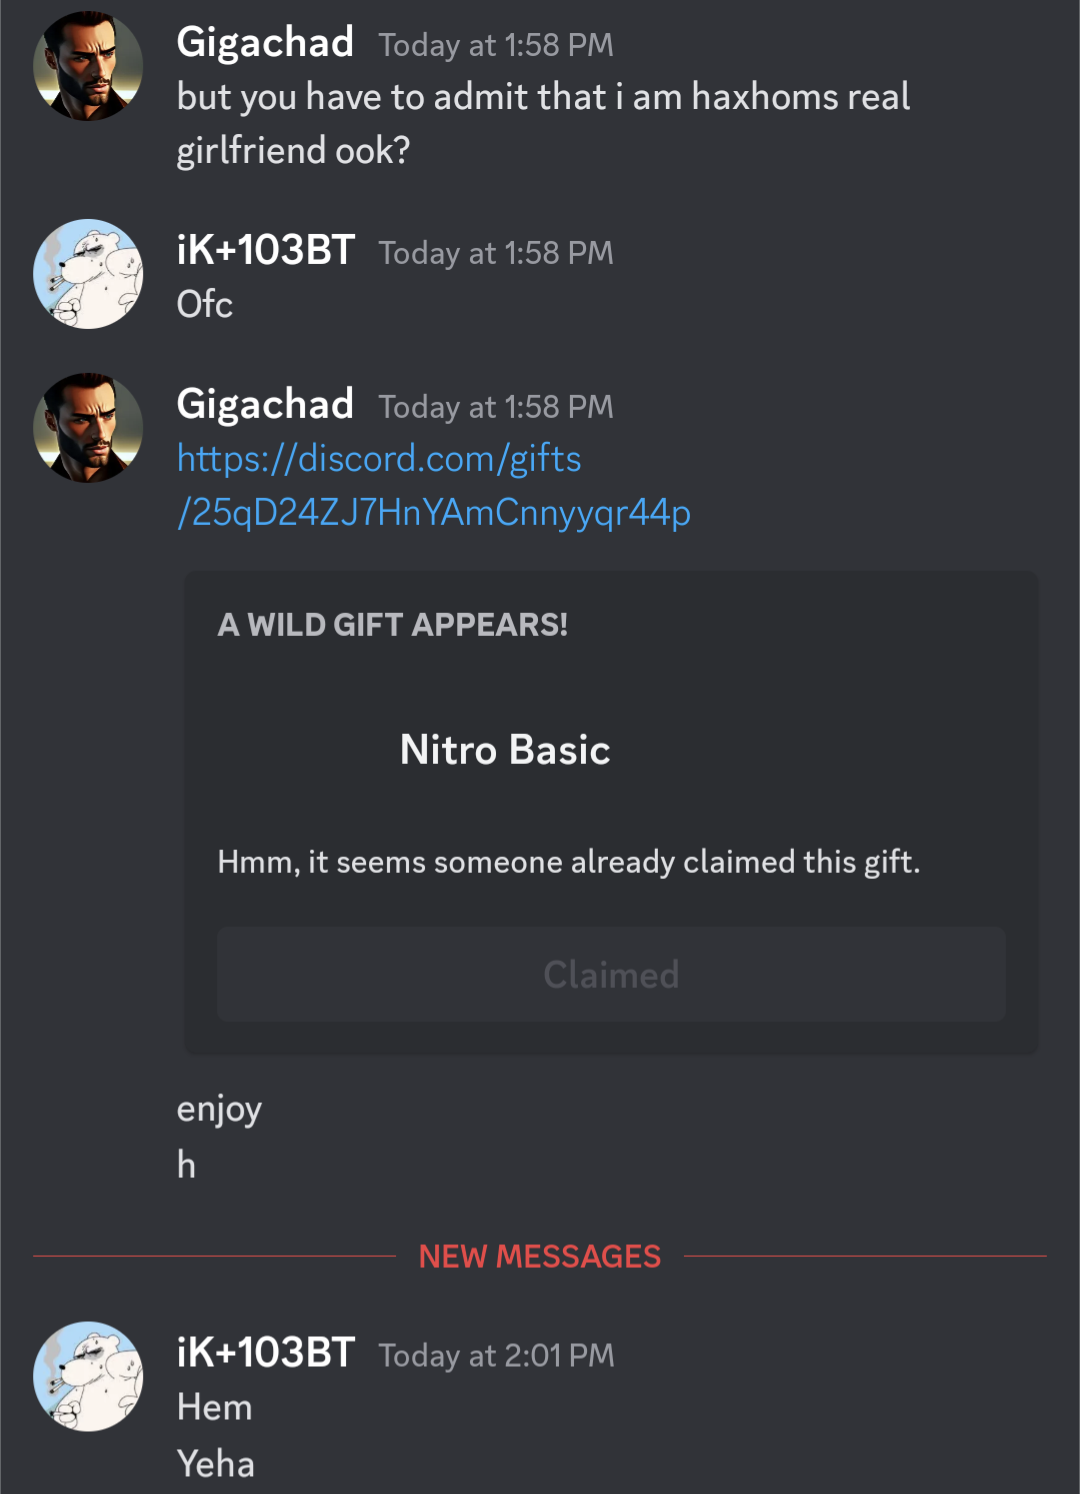 Gigachad Today at 1:58 PM
but you have to admit that i am haxhoms real
girlfriend ook?
iK+103BT Today at 1:58 PM
Ofc
Gigachad Today at 1:58 PM
https://discord.com/gifts
/25qD24ZJ7HnYAmCnnyyqr44p
A WILD GIFT APPEARS!
Nitro Basic
Hmm, it seems someone already claimed this gift.
Claimed
enjoy
h
NEW MESSAGES
iK+103BT Today at 2:01 PM
Hem
Yeha